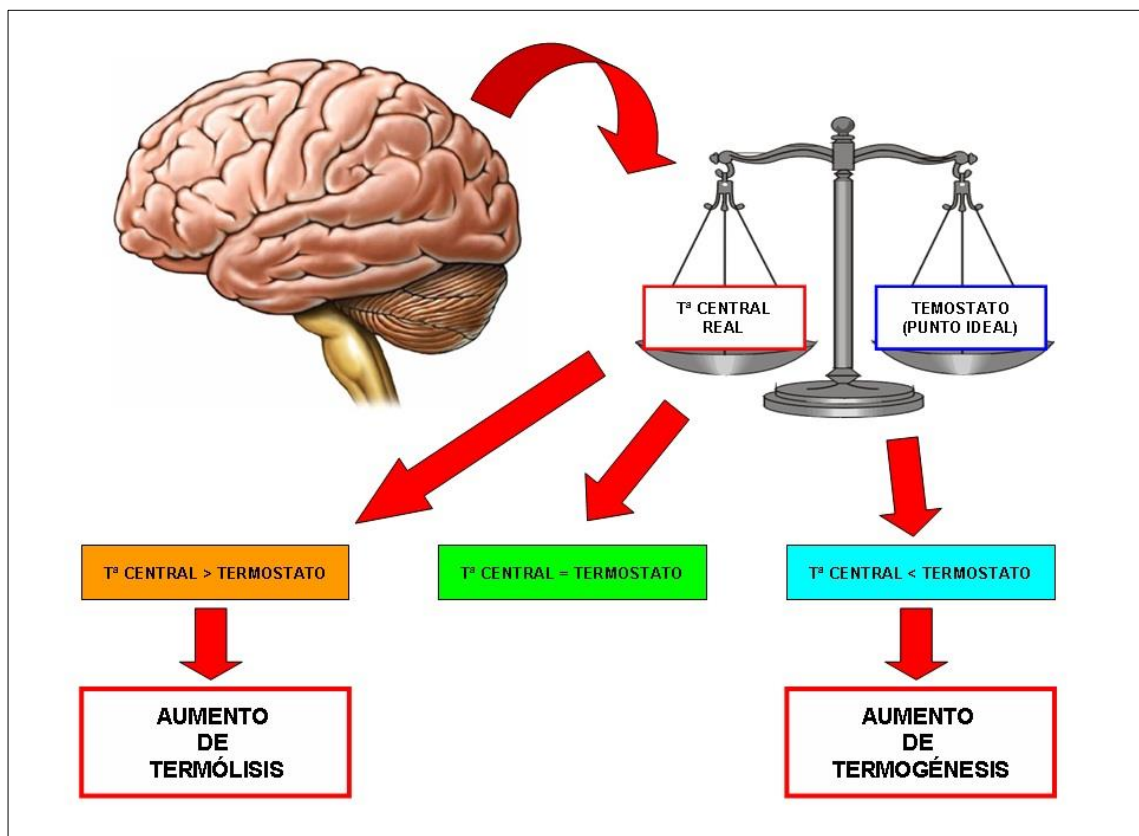 Tª CENTRAL
REAL
TEMOSTATO
(PUNTO IDEAL)
Tª CENTRAL > TERMOSTATO
Tª CENTRAL = TERMOSTATO
Tª CENTRAL < TERMOSTATO
AUMENTO
DE
TERMÓLISIS
AUMENTO
DE
TERMOGÉNESIS